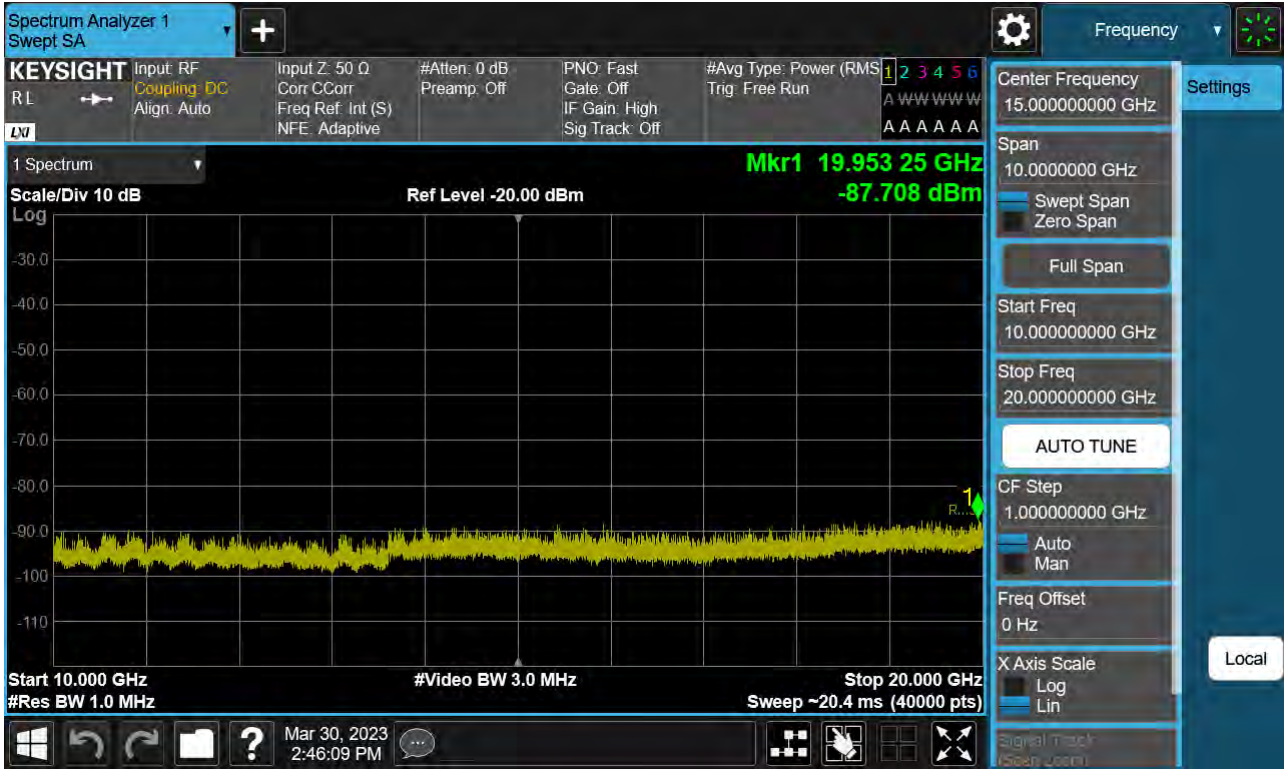 Spectrum Analyzer 1
Swept SA
+
Frequency
KEYSIGHT
R L
LXI
Input: RF
Coupling: DC
Align: Auto
Input Z: 50 Ω
Corr CCorr
Freq Ref: Int (S)
NFE: Adaptive
#Atten: 0 dB
Preamp: Off
PNO: Fast
Gate: Off
IF Gain: High
Sig Track: Off
#Avg Type: Power (RMS
Trig: Free Run
1 2 3 4 5 6
A W W W W W
A A A A A A
1 Spectrum
Scale/Div 10 dB
Log
Ref Level -20.00 dBm
Mkr1 19.953 25 GHz
-87.708 dBm
-30.0
-40.0
-50.0
-60.0
-70.0
-80.0
-90.0
-100
-110
1
R...
Start 10.000 GHz
#Res BW 1.0 MHz
#Video BW 3.0 MHz
Stop 20.000 GHz
Sweep ~20.4 ms (40000 pts)
Center Frequency
15.000000000 GHz
Settings
Span
10.0000000 GHz
Swept Span
Zero Span
Full Span
Start Freq
10.000000000 GHz
Stop Freq
20.000000000 GHz
AUTO TUNE
CF Step
1.000000000 GHz
Auto
Man
Freq Offset
0 Hz
X Axis Scale
Log
Lin
Local
Signal Track
(Span Zoom)
?
Mar 30, 2023
2:46:09 PM